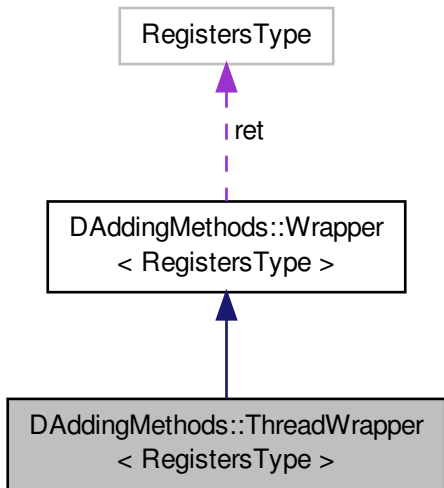 RegistersType
ret
DAddingMethods::Wrapper
< RegistersType >
DAddingMethods::ThreadWrapper
< RegistersType >